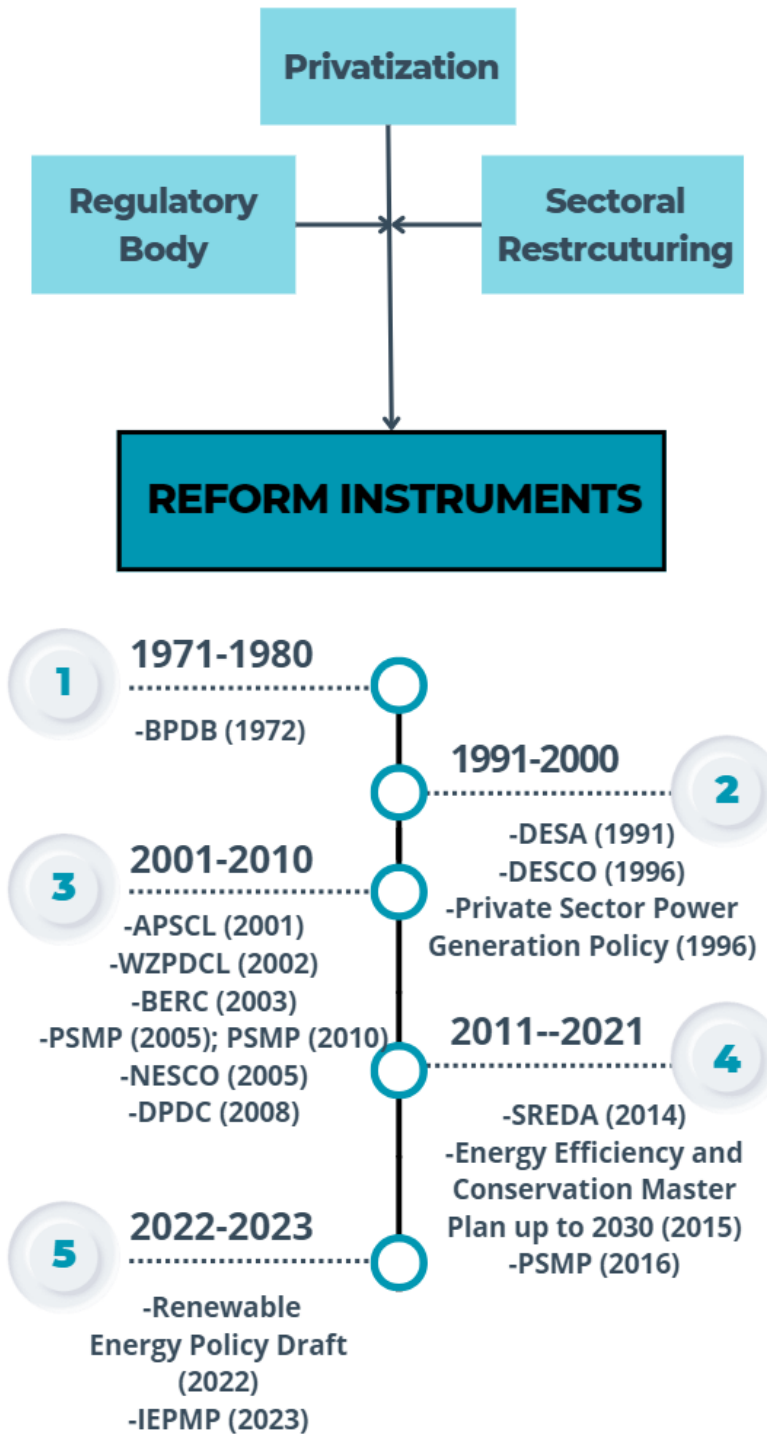 Privatization
Regulatory
Body
Sectoral
Restrcuturing
REFORM INSTRUMENTS
1
1971-1980
-BPDB (1972)
1991-2000
2
-DESA (1991)
-DESCO (1996)
-Private Sector Power
Generation Policy (1996)
3
2001-2010
-APSCL (2001)
-WZPDCL (2002)
-BERC (2003)
-PSMP (2005); PSMP (2010)
-NESCO (2005)
-DPDC (2008)
2011--2021
4
-SREDA (2014)
-Energy Efficiency and
Conservation Master
Plan up to 2030 (2015)
-PSMP (2016)
5
2022-2023
-Renewable
Energy Policy Draft
(2022)
-IEPMP (2023)